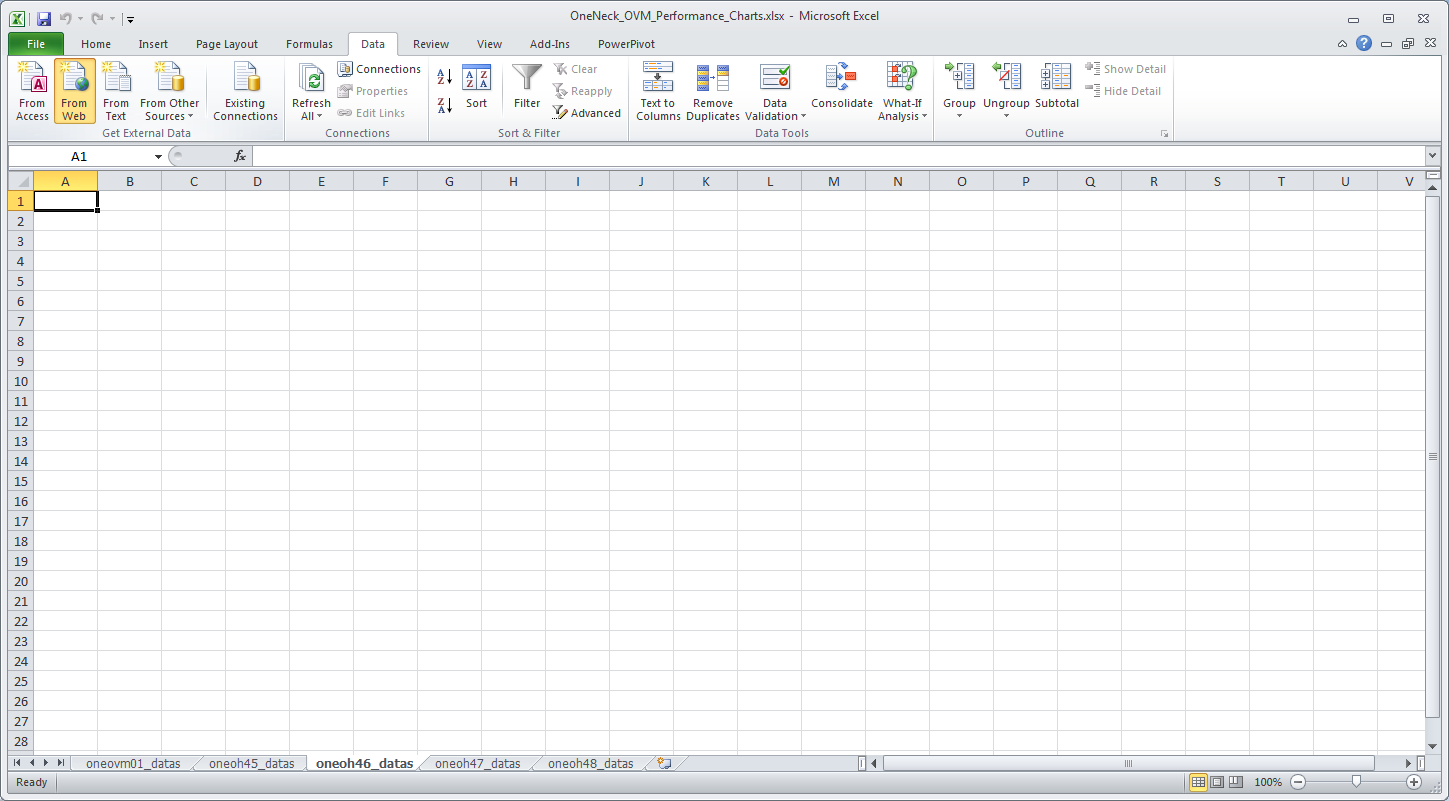 OneNeck_OVM_Performance_Charts.xlsx - Microsoft Excel
File Home Insert Page Layout Formulas Data Review View Add-Ins PowerPivot
From Access
From Web
From Text
From Other Sources
Existing Connections
Get External Data
Refresh All
Connections
Properties
Edit Links
Connections
A Z
Z A
A Z Z A
Sort
Filter
Clear
Reapply
Advanced
Sort & Filter
Text to Columns
Remove Duplicates
Data Validation
Consolidate
What-If Analysis
Data Tools
Group
Ungroup
Subtotal
Show Detail
Hide Detail
Outline
A1 fx
A B C D E F G H I J K L M N O P Q R S T U V
1
2
3
4
5
6
7
8
9
10
11
12
13
14
15
16
17
18
19
20
21
22
23
24
25
26
27
28
oneovm01_datas oneoh45_datas oneoh46_datas oneoh47_datas oneoh48_datas
Ready 100%